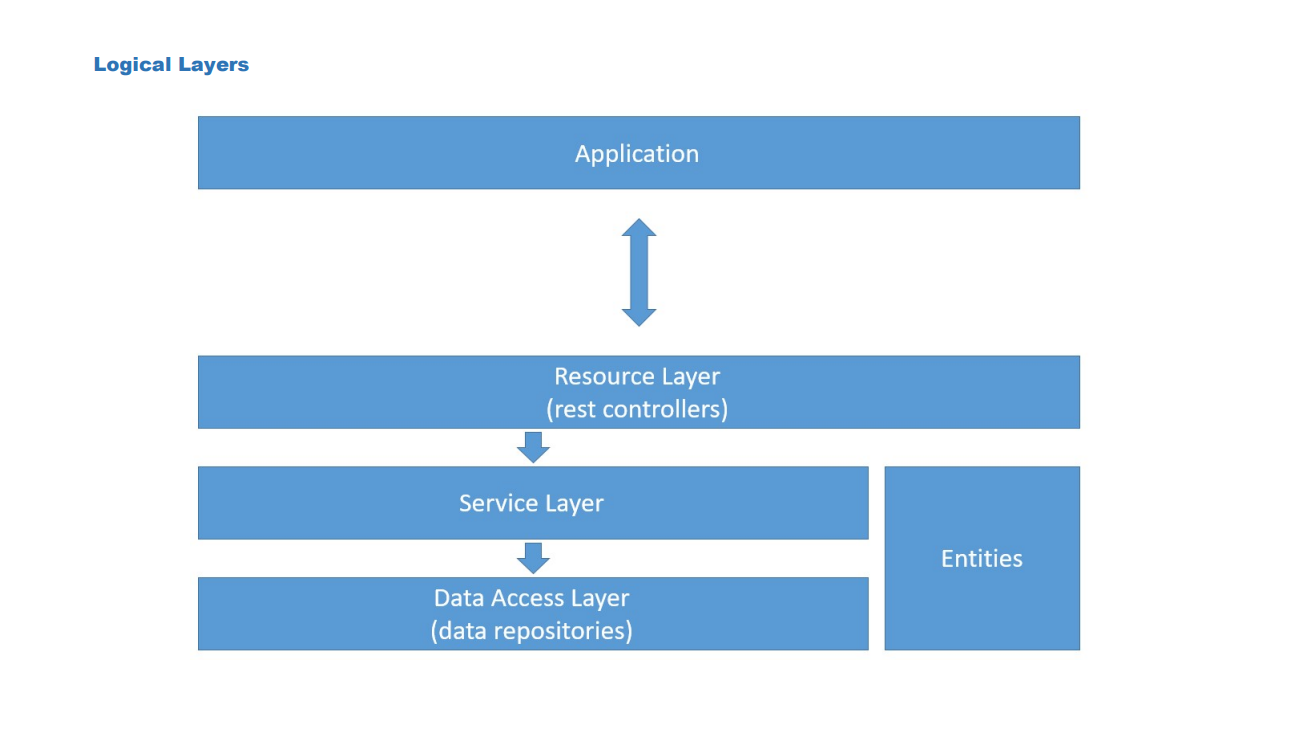 Logical Layers
Application
Resource Layer
(rest controllers)
Service Layer
Entities
Data Access Layer
(data repositories)